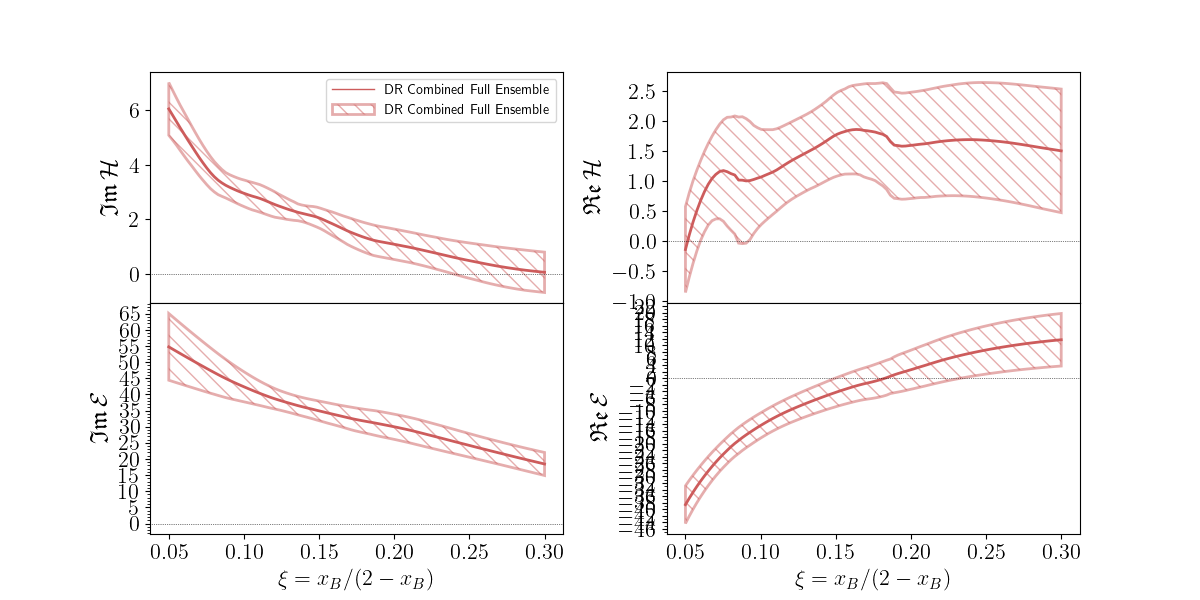 DR Combined Full Ensemble
DR Combined Full Ensemble
ℑ𝔪 ℋ
6
4
2
0
ℜ𝔢 ℋ
2.5
2.0
1.5
1.0
0.5
0.0
−0.5
−1.0
ℑ𝔪 ℰ
65
60
55
50
45
40
35
30
25
20
15
10
5
0
ℜ𝔢 ℰ
0.05 0.10 0.15 0.20 0.25 0.30
ξ = x_B/(2 − x_B)
0.05 0.10 0.15 0.20 0.25 0.30
ξ = x_B/(2 − x_B)